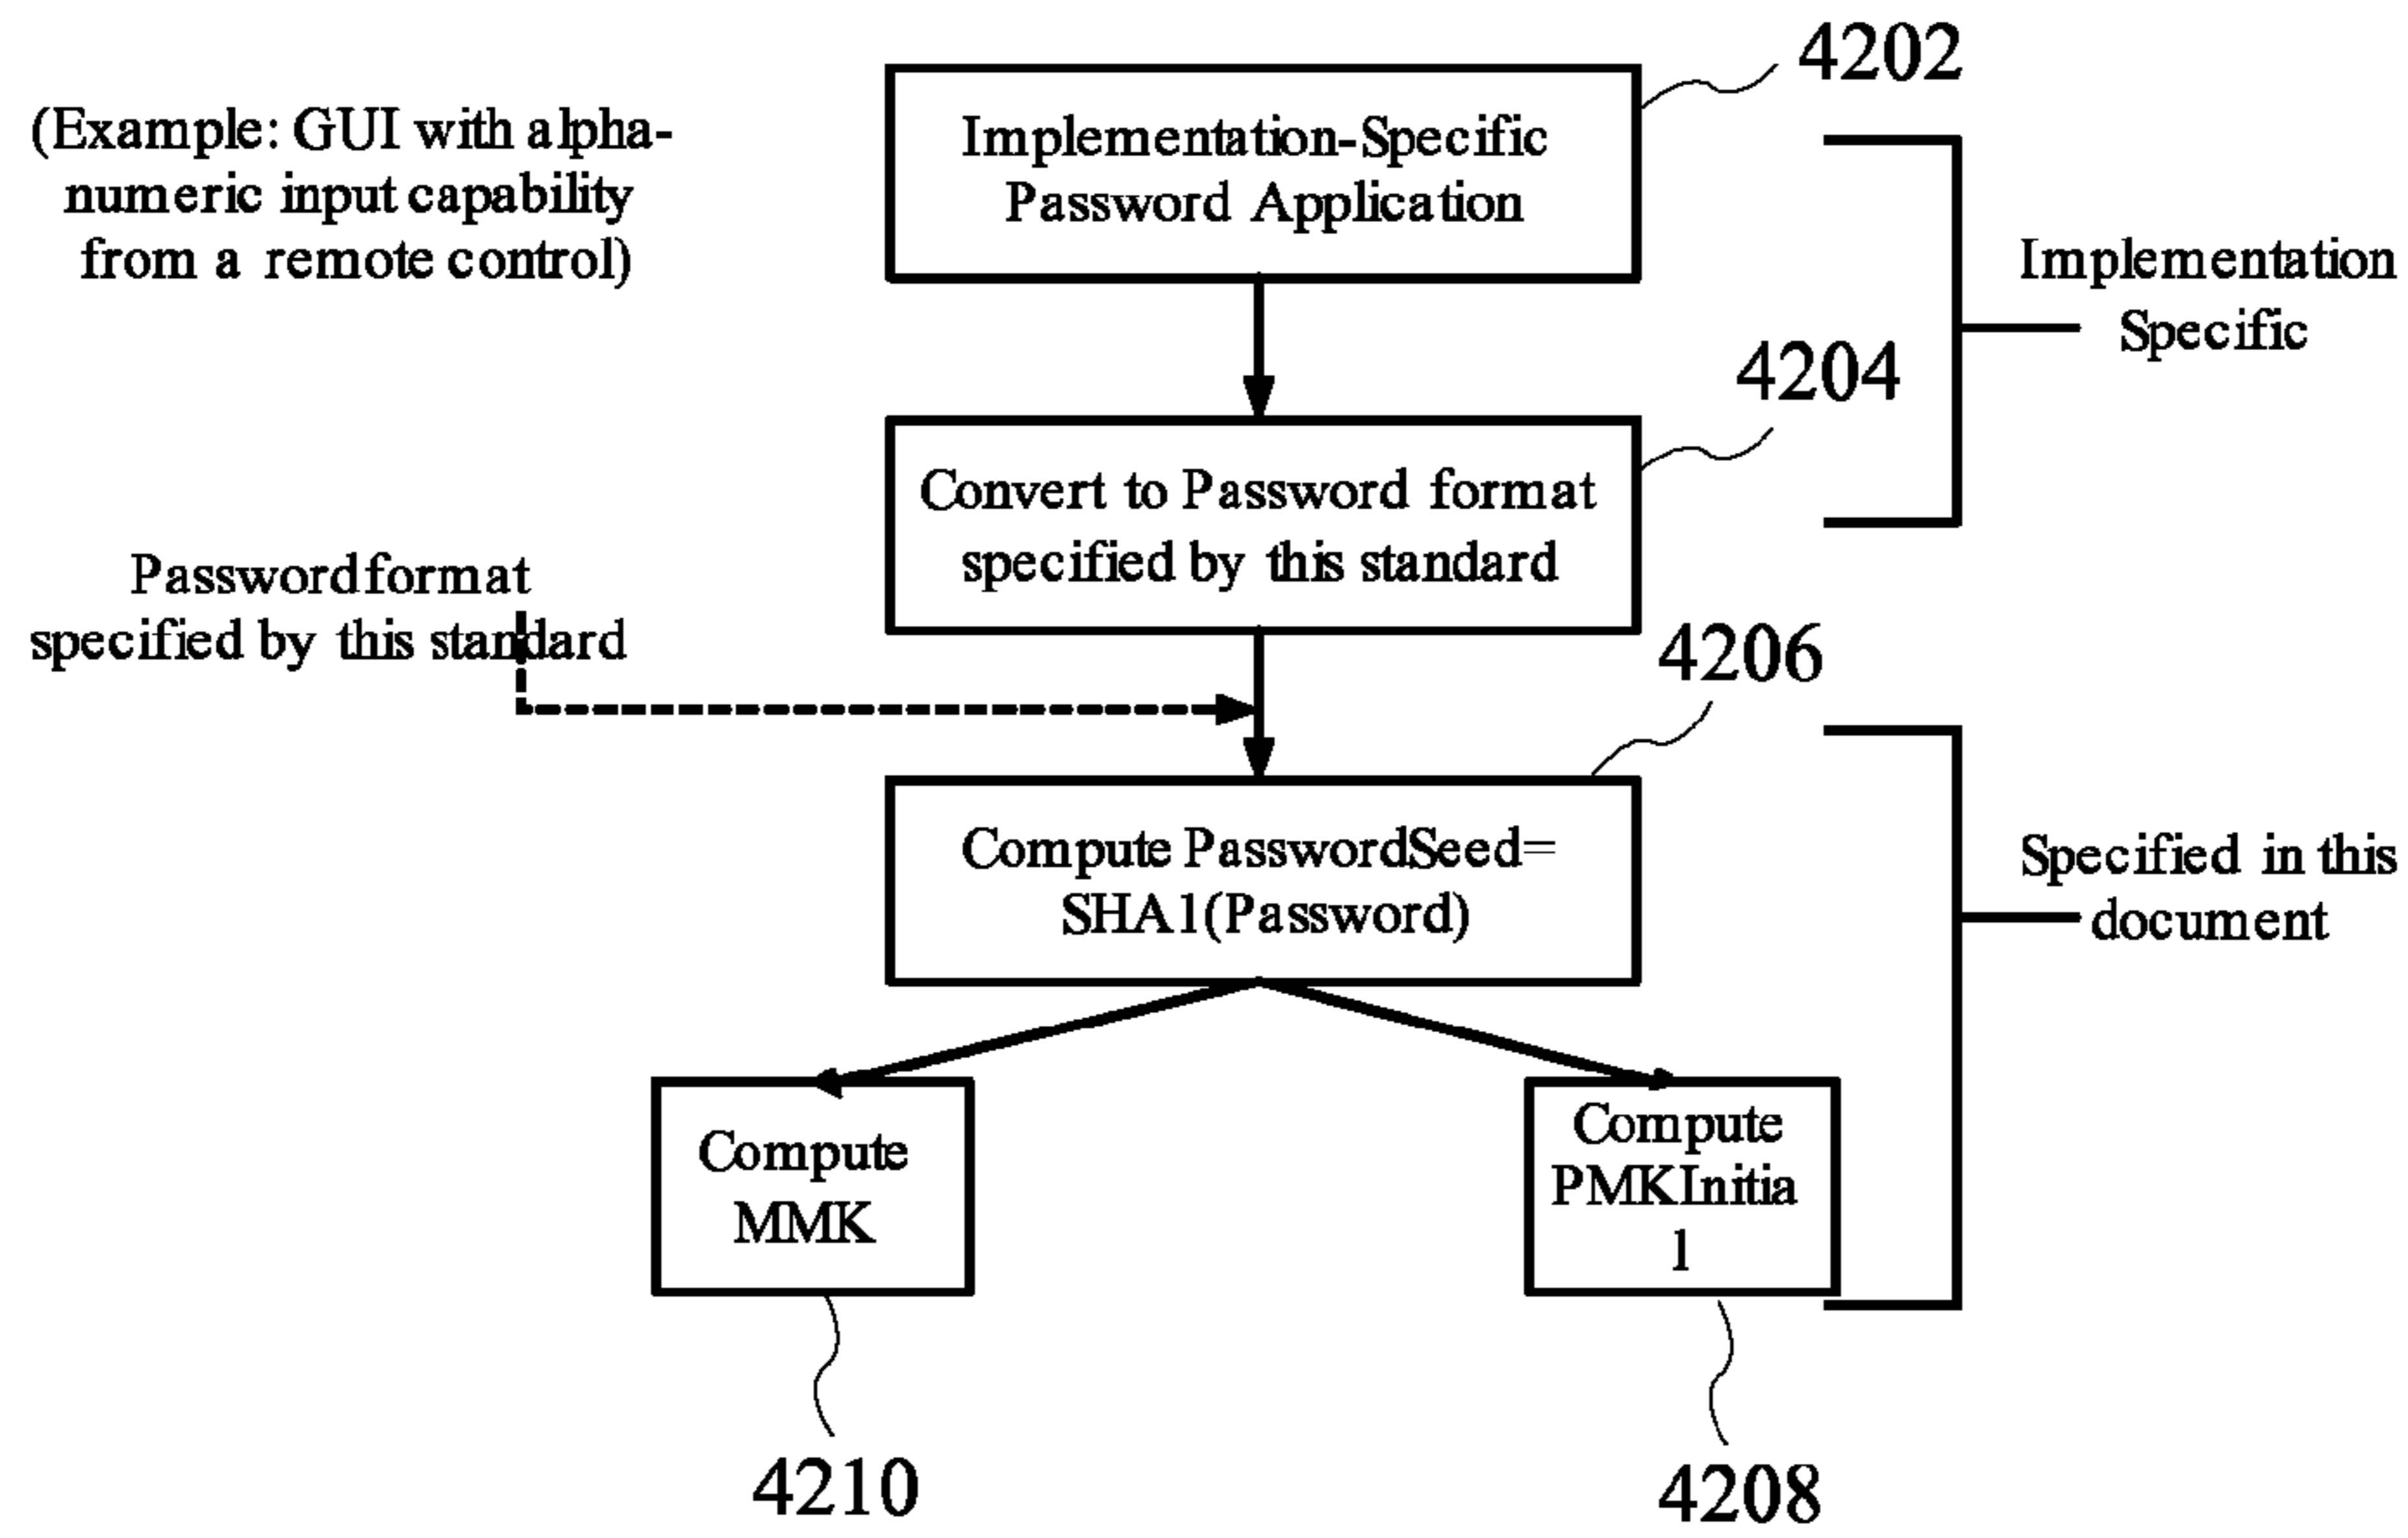 4202
(Example: GUI with alpha-
numeric input capability
from a remote control)
Implementation-Specific
Password Application
Implementation
Specific
4204
Convert to Password format
specified by this standard
Password format
specified by this standard
4206
Compute PasswordSeed=
SHA1(Password)
Specified in this
document
Compute
MMK
Compute
PMKInitia
l
4210
4208